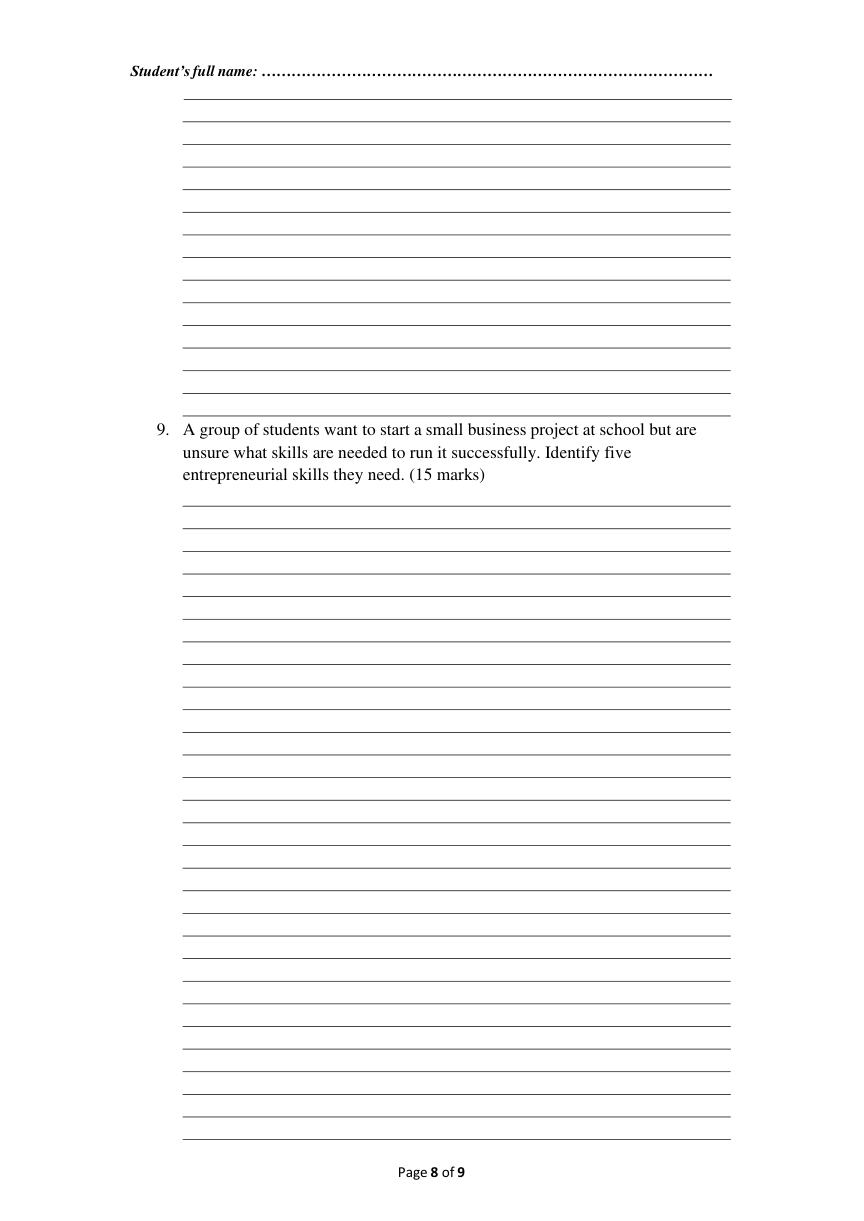 Student’s full name: ………………………………………………………………………………
9. A group of students want to start a small business project at school but are
unsure what skills are needed to run it successfully. Identify five
entrepreneurial skills they need. (15 marks)
Page 8 of 9